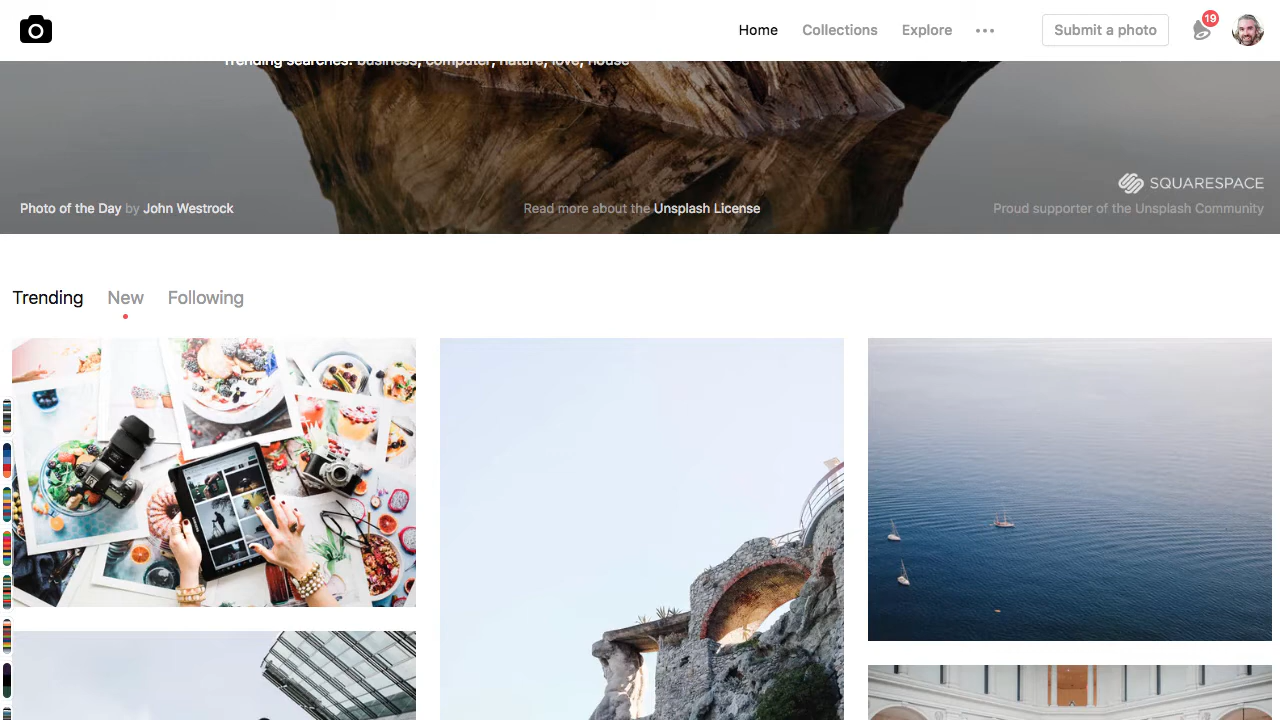 Home Collections Explore Submit a photo 19
Trending searches: business, computer, nature, love, house
SQUARESPACE
Photo of the Day by John Westrock Read more about the Unsplash License Proud supporter of the Unsplash Community
Trending New Following